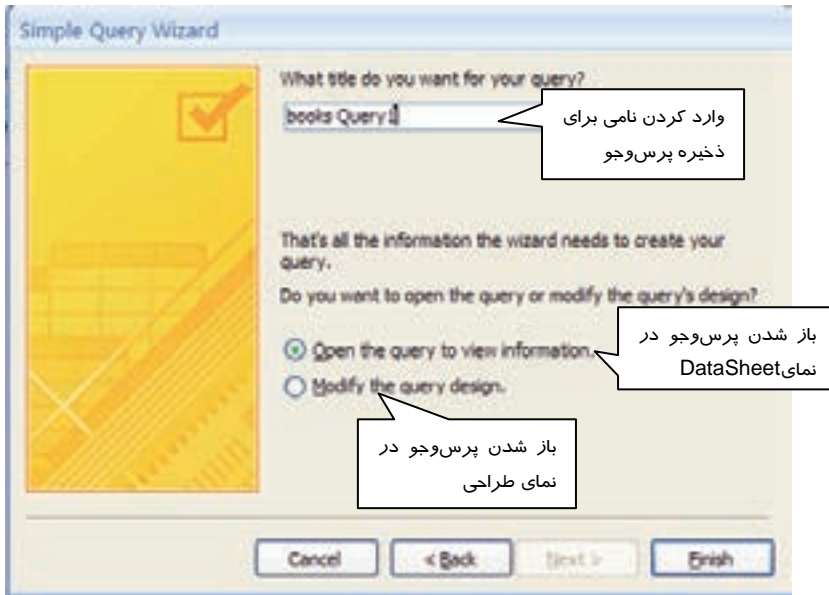 Simple Query Wizard
What title do you want for your query?
books Query1
وارد کردن نامی برای
ذخیره پرس‌وجو
That's all the information the wizard needs to create your
query.
Do you want to open the query or modify the query's design?
باز شدن پرس‌وجو در
نمایDataSheet
Open the query to view information.
Modify the query design.
باز شدن پرس‌وجو در
نمای طراحی
Cancel
< Back
Next >
Finish